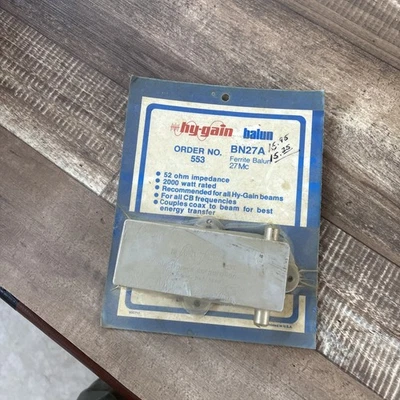 hy-gain balun
ORDER NO. BN27A
553
Ferrite Balun
27Mc
15.95
15.25
• 52 ohm impedance
• 2000 watt rated
• Recommended for all Hy-Gain beams
• For all CB frequencies
• Couples coax to beam for best
energy transfer